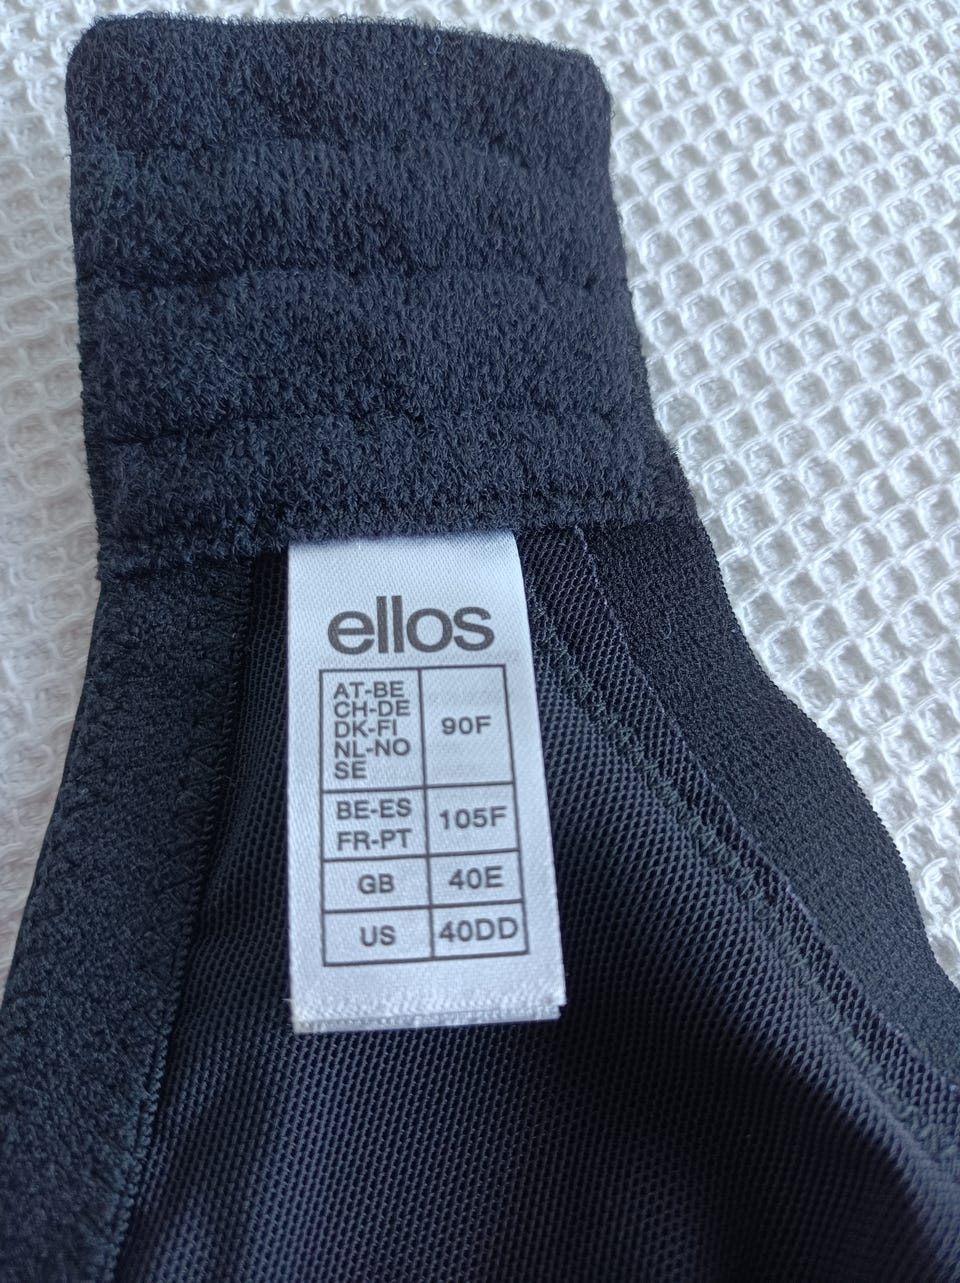 ellos
AT-BE
CH-DE
DK-FI
NL-NO
SE
90F
BE-ES
FR-PT
105F
GB
40E
US
40DD